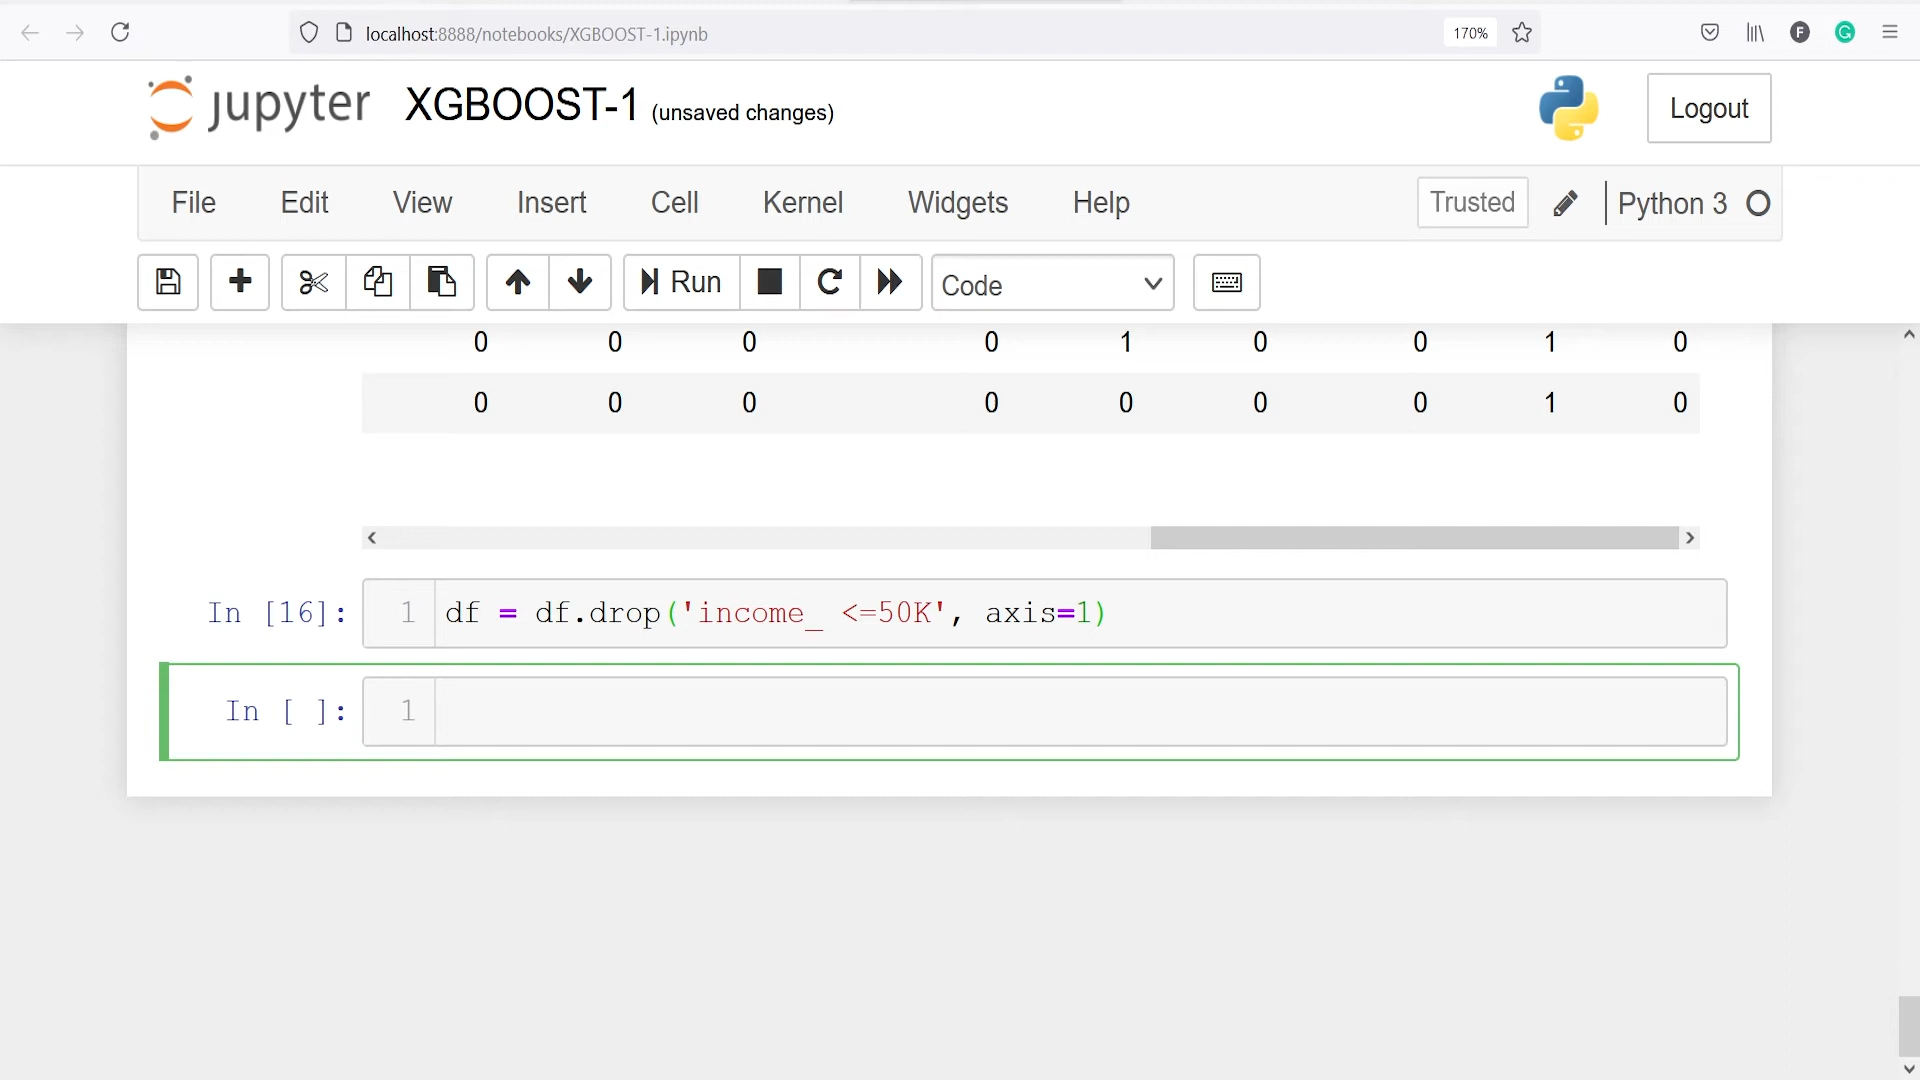 localhost:8888/notebooks/XGBOOST-1.ipynb
170%
F
G
jupyter XGBOOST-1 (unsaved changes)
Logout
File Edit View Insert Cell Kernel Widgets Help
Trusted
Python 3
Run
Code
0 0 0 0 1 0 0 1 0
0 0 0 0 0 0 0 1 0
In [16]: 1 df = df.drop('income_ <=50K', axis=1)
In [ ]: 1